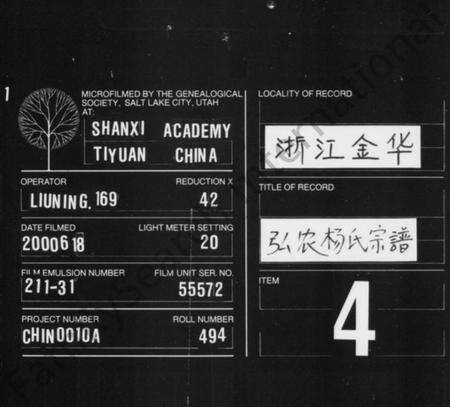 1
MICROFILMED BY THE GENEALOGICAL
SOCIETY, SALT LAKE CITY, UTAH
AT:
SHANXI ACADEMY
TIYUAN CHINA
OPERATOR REDUCTION X
LIUNING. 169 42
DATE FILMED LIGHT METER SETTING
2000 6 18 20
FILM EMULSION NUMBER FILM UNIT SER. NO.
211-31 55572
PROJECT NUMBER ROLL NUMBER
CHIN0010A 494
LOCALITY OF RECORD
浙江金华
TITLE OF RECORD
弘农杨氏宗譜
ITEM
4